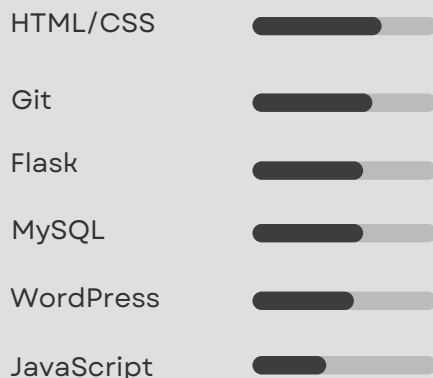 HTML/CSS
Git
Flask
MySQL
WordPress
JavaScript